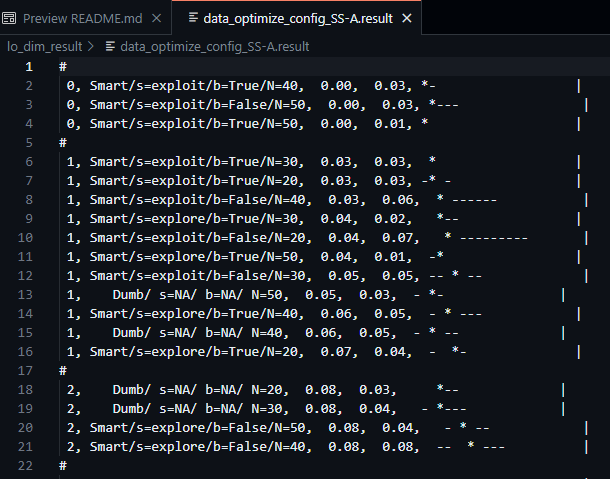 Preview README.md
data_optimize_config_SS-A.result
lo_dim_result > data_optimize_config_SS-A.result
1 #
2 0, Smart/s=exploit/b=True/N=40, 0.00, 0.03, *- |
3 0, Smart/s=exploit/b=False/N=50, 0.00, 0.03, *--- |
4 0, Smart/s=exploit/b=True/N=50, 0.00, 0.01, * |
5 #
6 1, Smart/s=exploit/b=True/N=30, 0.03, 0.03, * |
7 1, Smart/s=exploit/b=True/N=20, 0.03, 0.03, -* - |
8 1, Smart/s=exploit/b=False/N=40, 0.03, 0.06, * ------ |
9 1, Smart/s=explore/b=True/N=30, 0.04, 0.02, *-- |
10 1, Smart/s=exploit/b=False/N=20, 0.04, 0.07, * --------- |
11 1, Smart/s=explore/b=True/N=50, 0.04, 0.01, -* |
12 1, Smart/s=exploit/b=False/N=30, 0.05, 0.05, -- * -- |
13 1, Dumb/ s=NA/ b=NA/ N=50, 0.05, 0.03, - *- |
14 1, Smart/s=explore/b=True/N=40, 0.06, 0.05, - * --- |
15 1, Dumb/ s=NA/ b=NA/ N=40, 0.06, 0.05, - * -- |
16 1, Smart/s=explore/b=True/N=20, 0.07, 0.04, - *- |
17 #
18 2, Dumb/ s=NA/ b=NA/ N=20, 0.08, 0.03, *-- |
19 2, Dumb/ s=NA/ b=NA/ N=30, 0.08, 0.04, - *--- |
20 2, Smart/s=explore/b=False/N=50, 0.08, 0.04, - * -- |
21 2, Smart/s=explore/b=False/N=40, 0.08, 0.08, -- * --- |
22 #